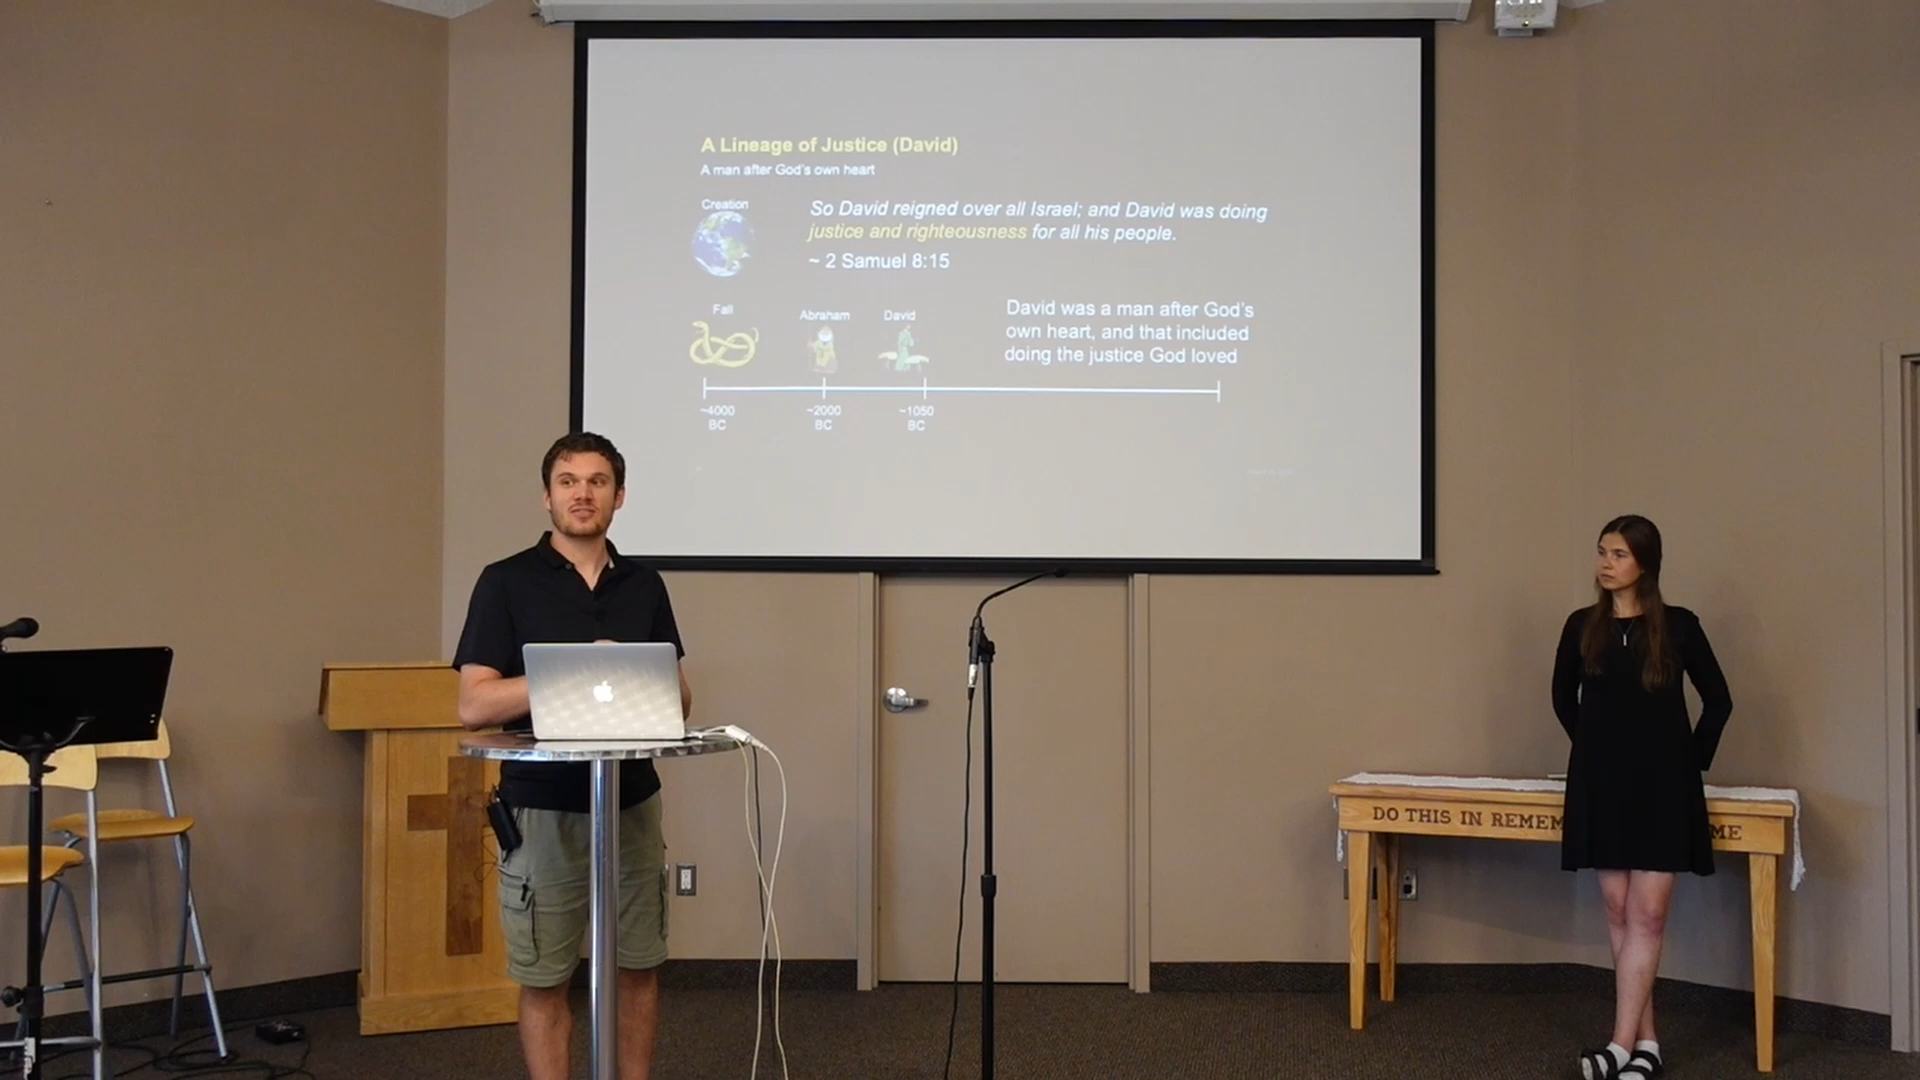 A Lineage of Justice (David)
A man after God's own heart
Creation
So David reigned over all Israel; and David was doing
justice and righteousness for all his people.
~ 2 Samuel 8:15
Fall
Abraham
David
David was a man after God's
own heart, and that included
doing the justice God loved
~4000
BC
~2000
BC
~1050
BC
DO THIS IN REMEM ME